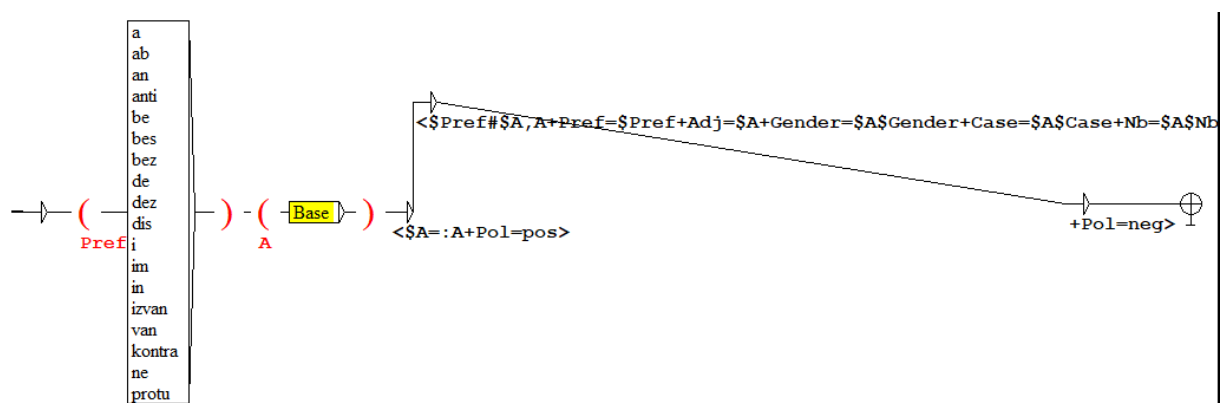 a
ab
an
anti
be
bes
bez
de
dez
dis
i
im
in
izvan
van
kontra
ne
protu
( ) ( Base )
Pref
A
<$Pref#$A,A+Pref=$Pref+Adj=$A+Gender=$A$Gender+Case=$A$Case+Nb=$A$Nb
<$A=:A+Pol=pos>
+Pol=neg>